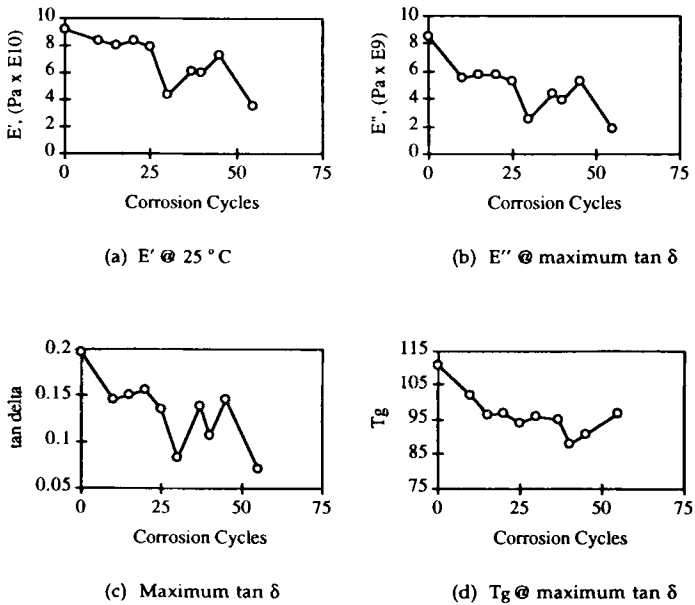 E', (Pa x E10)
10
8
6
4
2
0
0 25 50 75
Corrosion Cycles
(a) E′ @ 25 °C
E", (Pa x E9)
10
8
6
4
2
0
0 25 50 75
Corrosion Cycles
(b) E″ @ maximum tan δ
tan delta
0.2
0.15
0.1
0.05
0 25 50 75
Corrosion Cycles
(c) Maximum tan δ
Tg
115
105
95
85
75
0 25 50 75
Corrosion Cycles
(d) Tg @ maximum tan δ